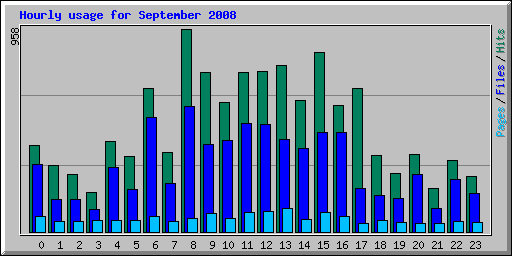 Hourly usage for September 2008
958
Pages / Files / Hits
0 1 2 3 4 5 6 7 8 9 10 11 12 13 14 15 16 17 18 19 20 21 22 23